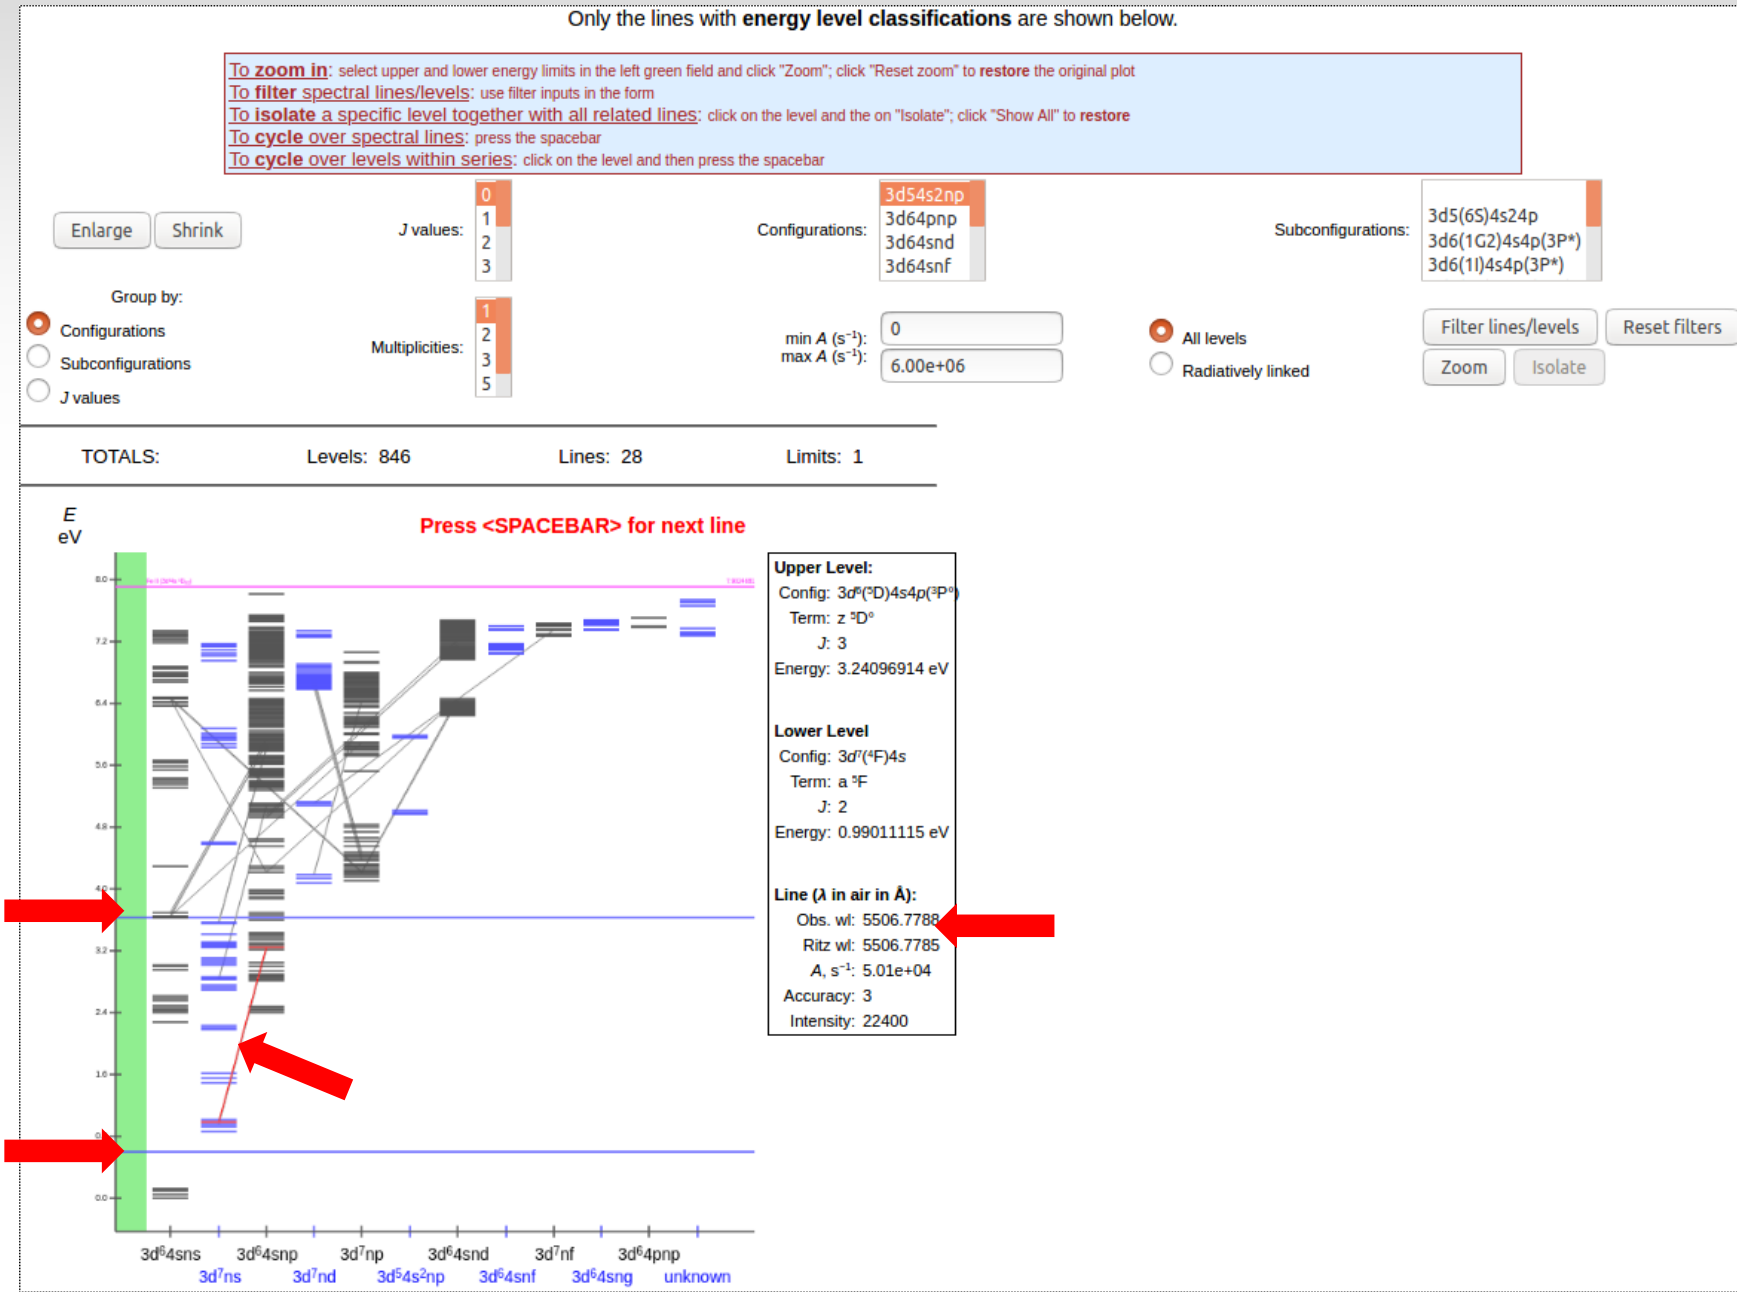 Only the lines with energy level classifications are shown below.
To zoom in: select upper and lower energy limits in the left green field and click "Zoom"; click "Reset zoom" to restore the original plot
To filter spectral lines/levels: use filter inputs in the form
To isolate a specific level together with all related lines: click on the level and the on "Isolate"; click "Show All" to restore
To cycle over spectral lines: press the spacebar
To cycle over levels within series: click on the level and then press the spacebar
Enlarge Shrink
J values: 0
1
2
3
Configurations: 3d54s2np
3d64pnp
3d64snd
3d64snf
Subconfigurations:
3d5(6S)4s24p
3d6(1G2)4s4p(3P*)
3d6(1I)4s4p(3P*)
Group by:
Configurations
Subconfigurations
J values
Multiplicities: 1
2
3
5
min A (s⁻¹): 0
max A (s⁻¹): 6.00e+06
All levels
Radiatively linked
Filter lines/levels Reset filters
Zoom Isolate
TOTALS: Levels: 846 Lines: 28 Limits: 1
E
eV
Press <SPACEBAR> for next line
8.0
7.2
6.4
5.6
4.8
4.0
3.2
2.4
1.6
0.0
3d⁶4sns 3d⁶4snp 3d⁷np 3d⁶4snd 3d⁷nf 3d⁶4pnp
3d⁷ns 3d⁷nd 3d⁵4s²np 3d⁶4snf 3d⁶4sng unknown
Upper Level:
Config: 3d⁶(⁵D)4s4p(³P°)
Term: z ⁵D°
J: 3
Energy: 3.24096914 eV
Lower Level
Config: 3d⁷(⁴F)4s
Term: a ⁵F
J: 2
Energy: 0.99011115 eV
Line (λ in air in Å):
Obs. wl: 5506.7788
Ritz wl: 5506.7785
A, s⁻¹: 5.01e+04
Accuracy: 3
Intensity: 22400